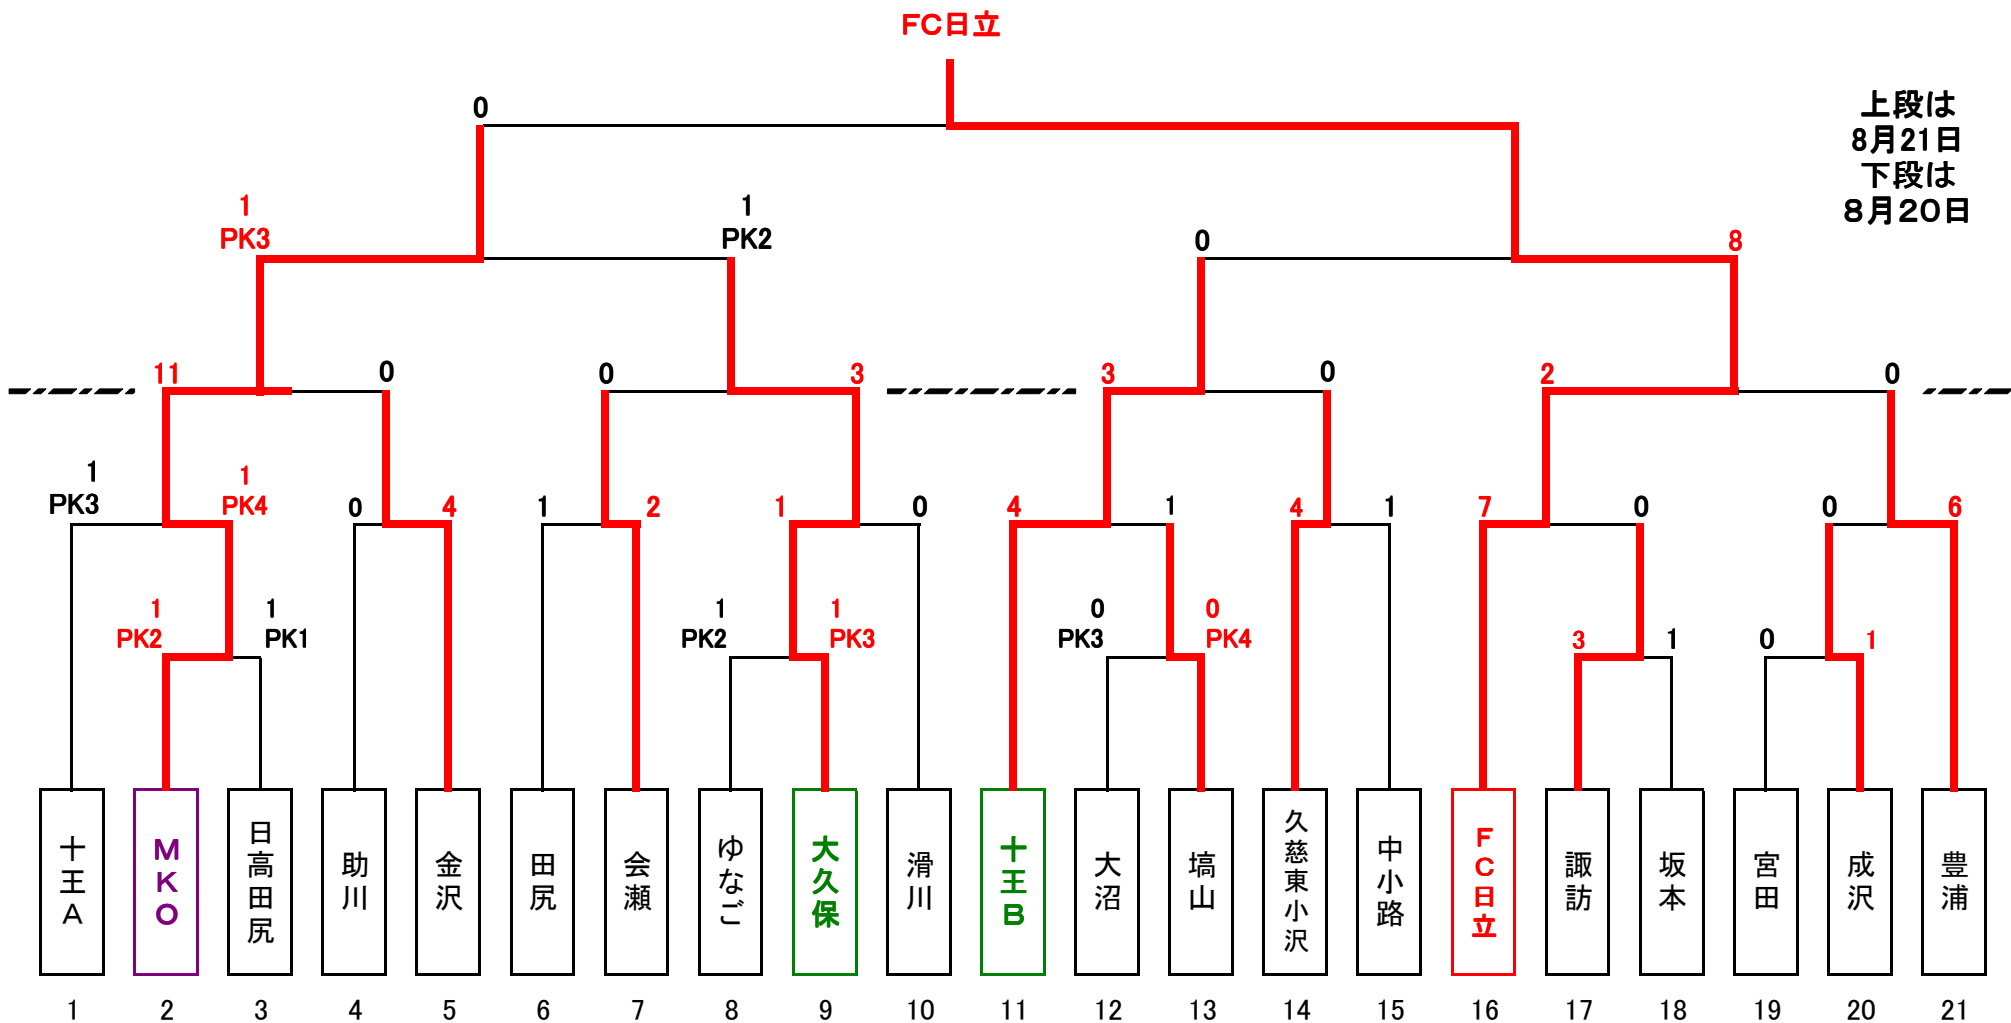 FC日立
上段は
8月21日
下段は
8月20日
0
1
PK3
1
PK2
0
8
11
0
0
3
3
0
2
0
1
PK3
1
PK4
0
4
1
2
1
0
4
1
4
1
7
0
0
6
1
PK2
1
PK1
1
PK2
1
PK3
0
PK3
0
PK4
3
1
0
1
十王A
MKO
日高田尻
助川
金沢
田尻
会瀬
ゆなご
大久保
滑川
十王B
大沼
塙山
久慈東小沢
中小路
FC日立
諏訪
坂本
宮田
成沢
豊浦
1 2 3 4 5 6 7 8 9 10 11 12 13 14 15 16 17 18 19 20 21